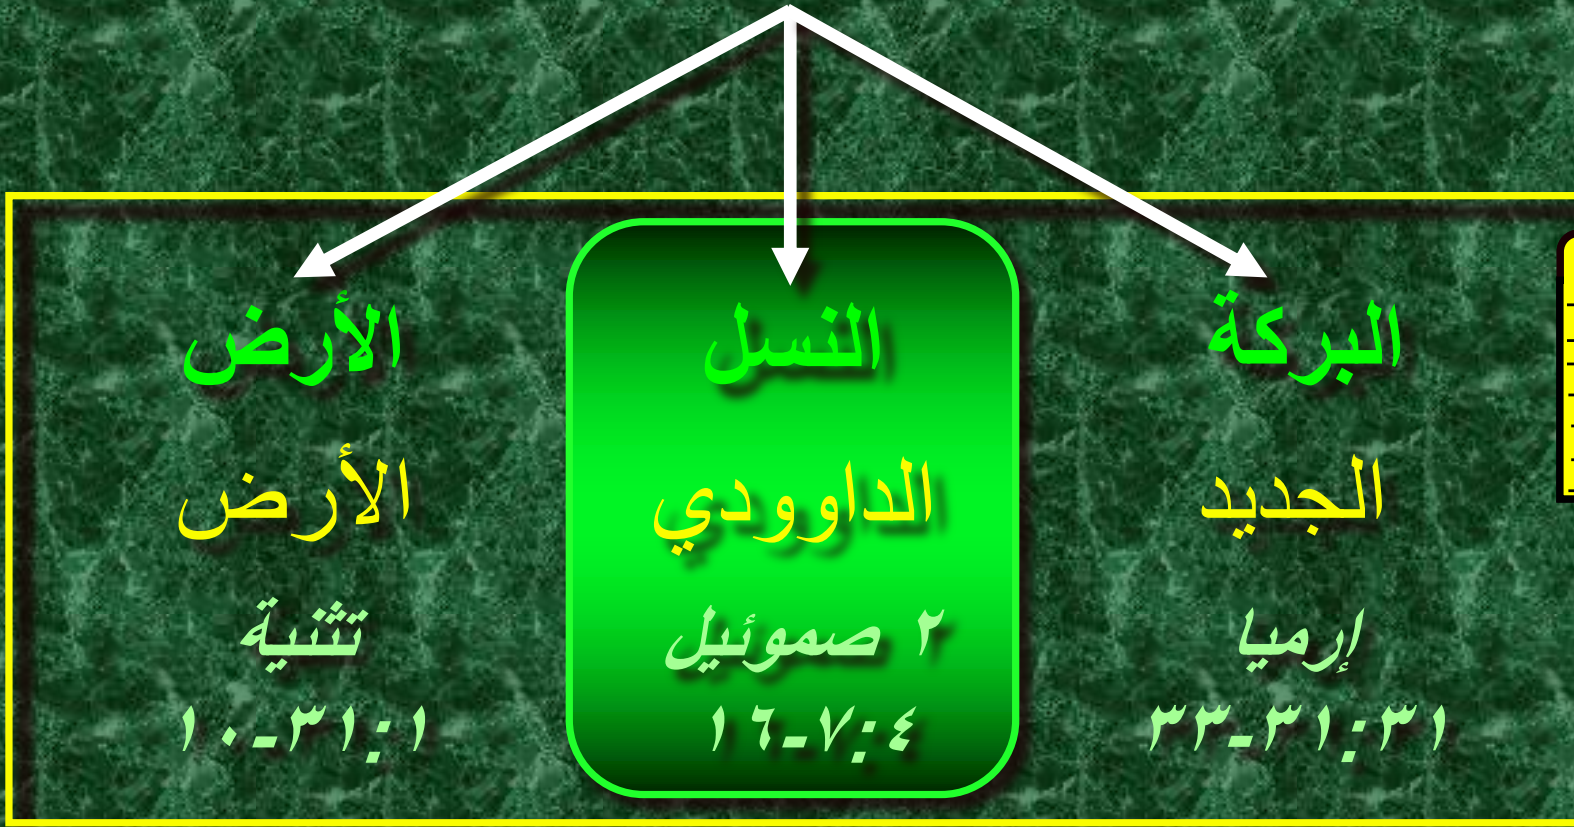 البركة
الجديد
إرميا
٣١:٣١-٣٣
النسل
الداوودي
٢ صموئيل
٧:٤-١٦
الأرض
الأرض
تثنية
٣١:١-١٠